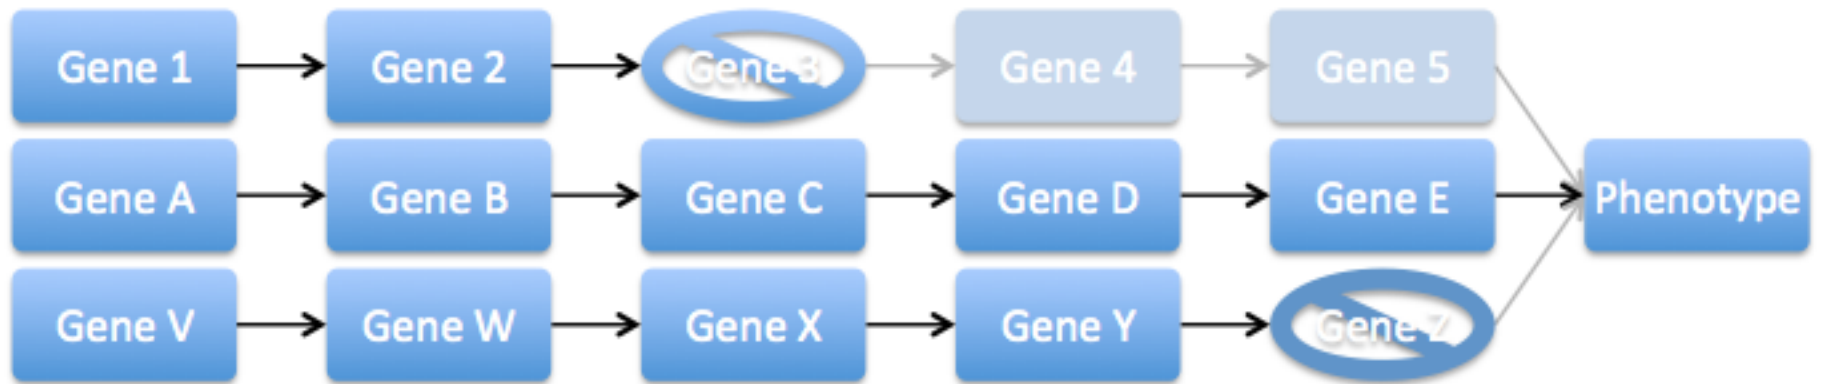 Gene 1 Gene 2 Gene 3 Gene 4 Gene 5
Gene A Gene B Gene C Gene D Gene E Phenotype
Gene V Gene W Gene X Gene Y Gene Z